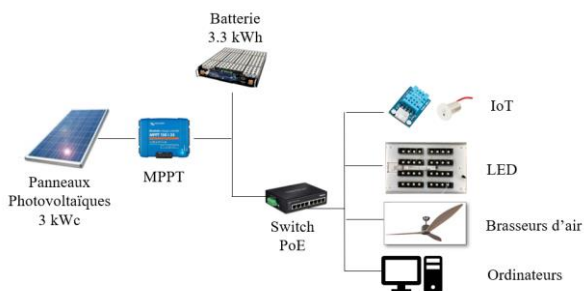 Batterie
3.3 kWh
IoT
LED
Panneaux
Photovoltaïques
3 kWc
MPPT
Switch
PoE
Brasseurs d'air
Ordinateurs